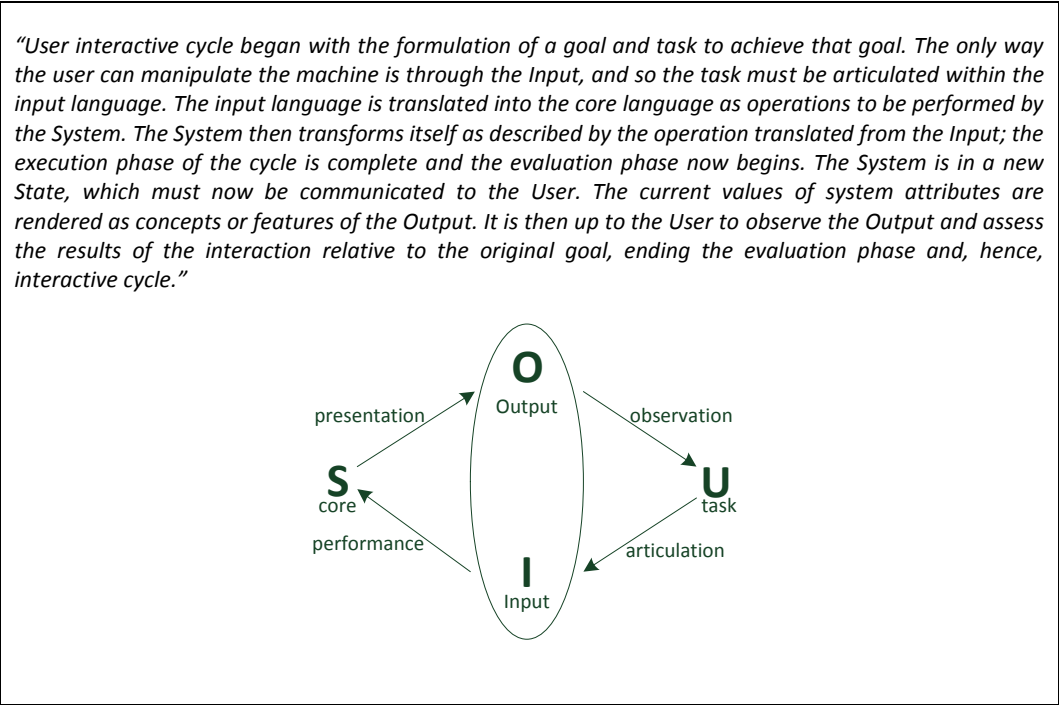 “User interactive cycle began with the formulation of a goal and task to achieve that goal. The only way
the user can manipulate the machine is through the Input, and so the task must be articulated within the
input language. The input language is translated into the core language as operations to be performed by
the System. The System then transforms itself as described by the operation translated from the Input; the
execution phase of the cycle is complete and the evaluation phase now begins. The System is in a new
State, which must now be communicated to the User. The current values of system attributes are
rendered as concepts or features of the Output. It is then up to the User to observe the Output and assess
the results of the interaction relative to the original goal, ending the evaluation phase and, hence,
interactive cycle.”
O
Output
presentation
observation
S
core
U
task
performance
articulation
I
Input